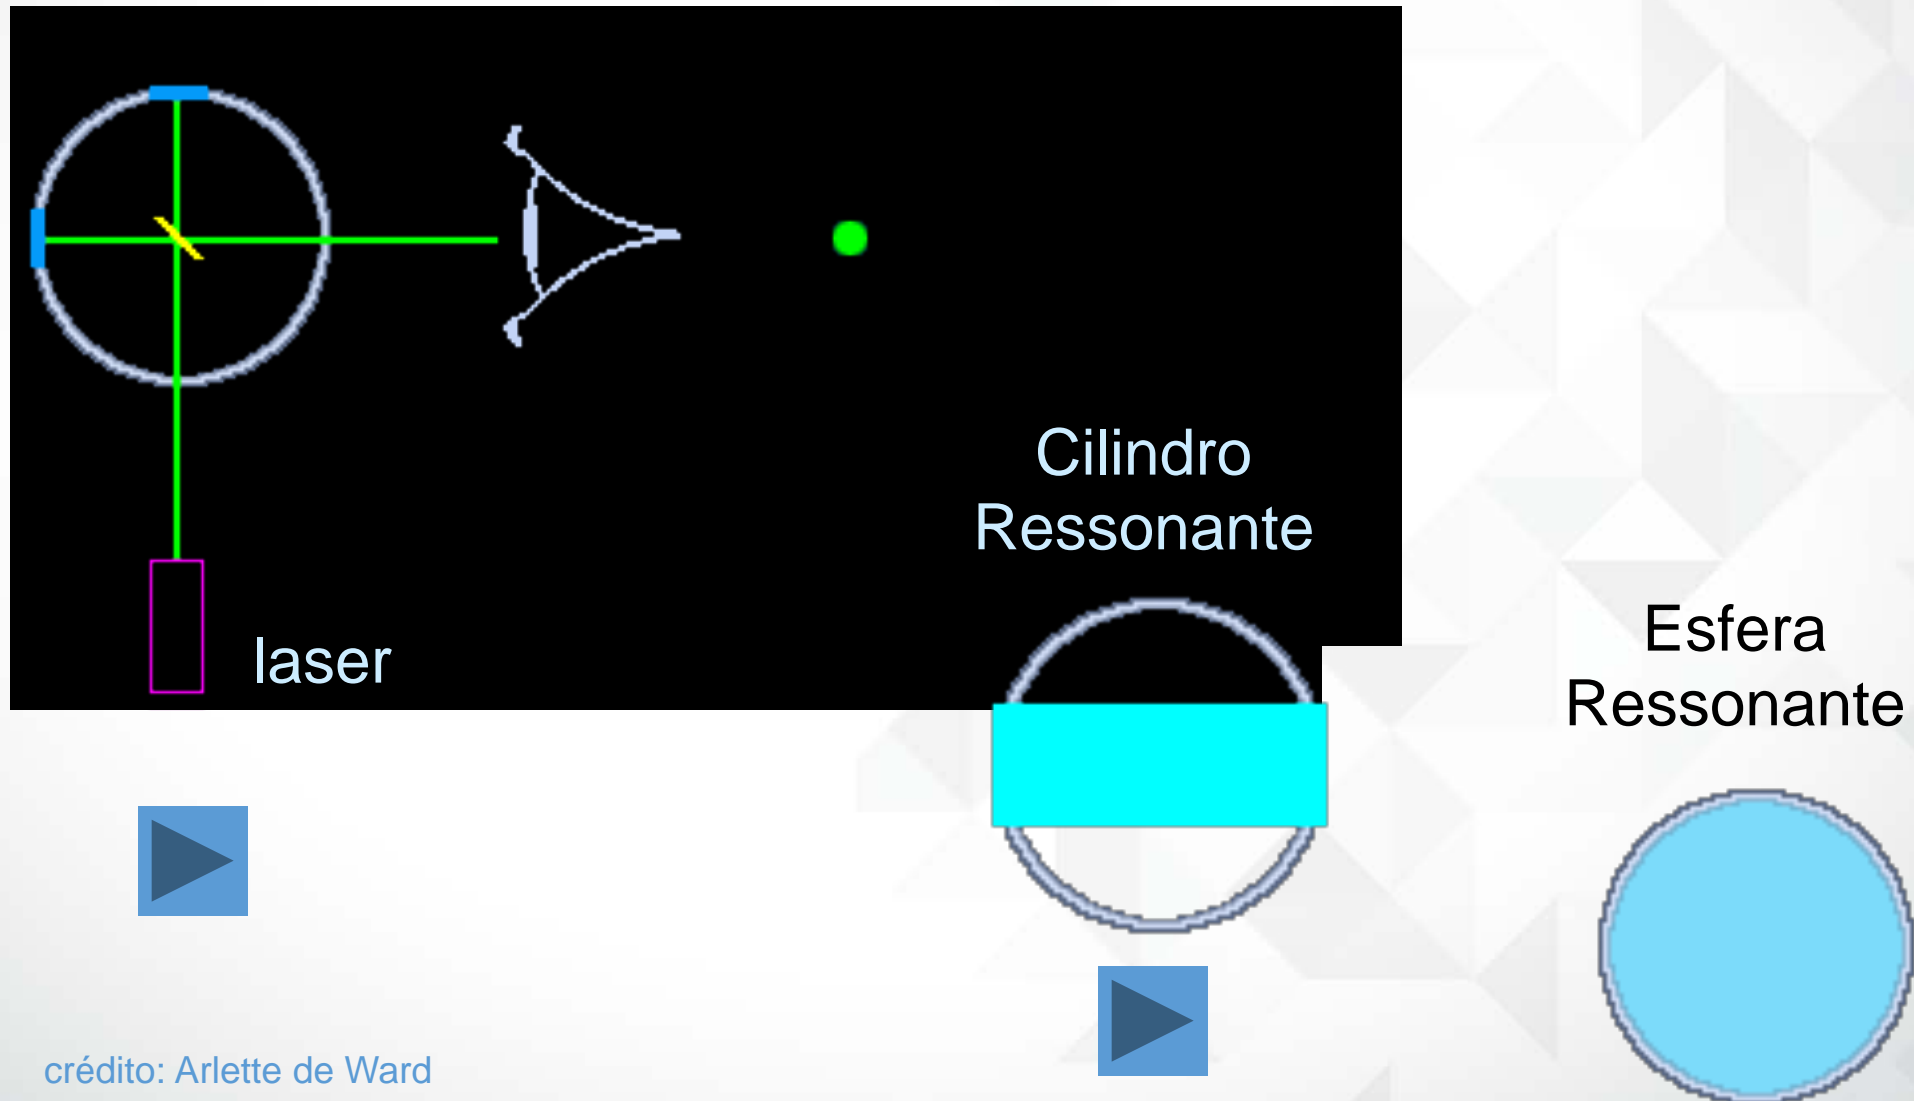 Cilindro
Ressonante
laser
Esfera
Ressonante
crédito: Arlette de Ward